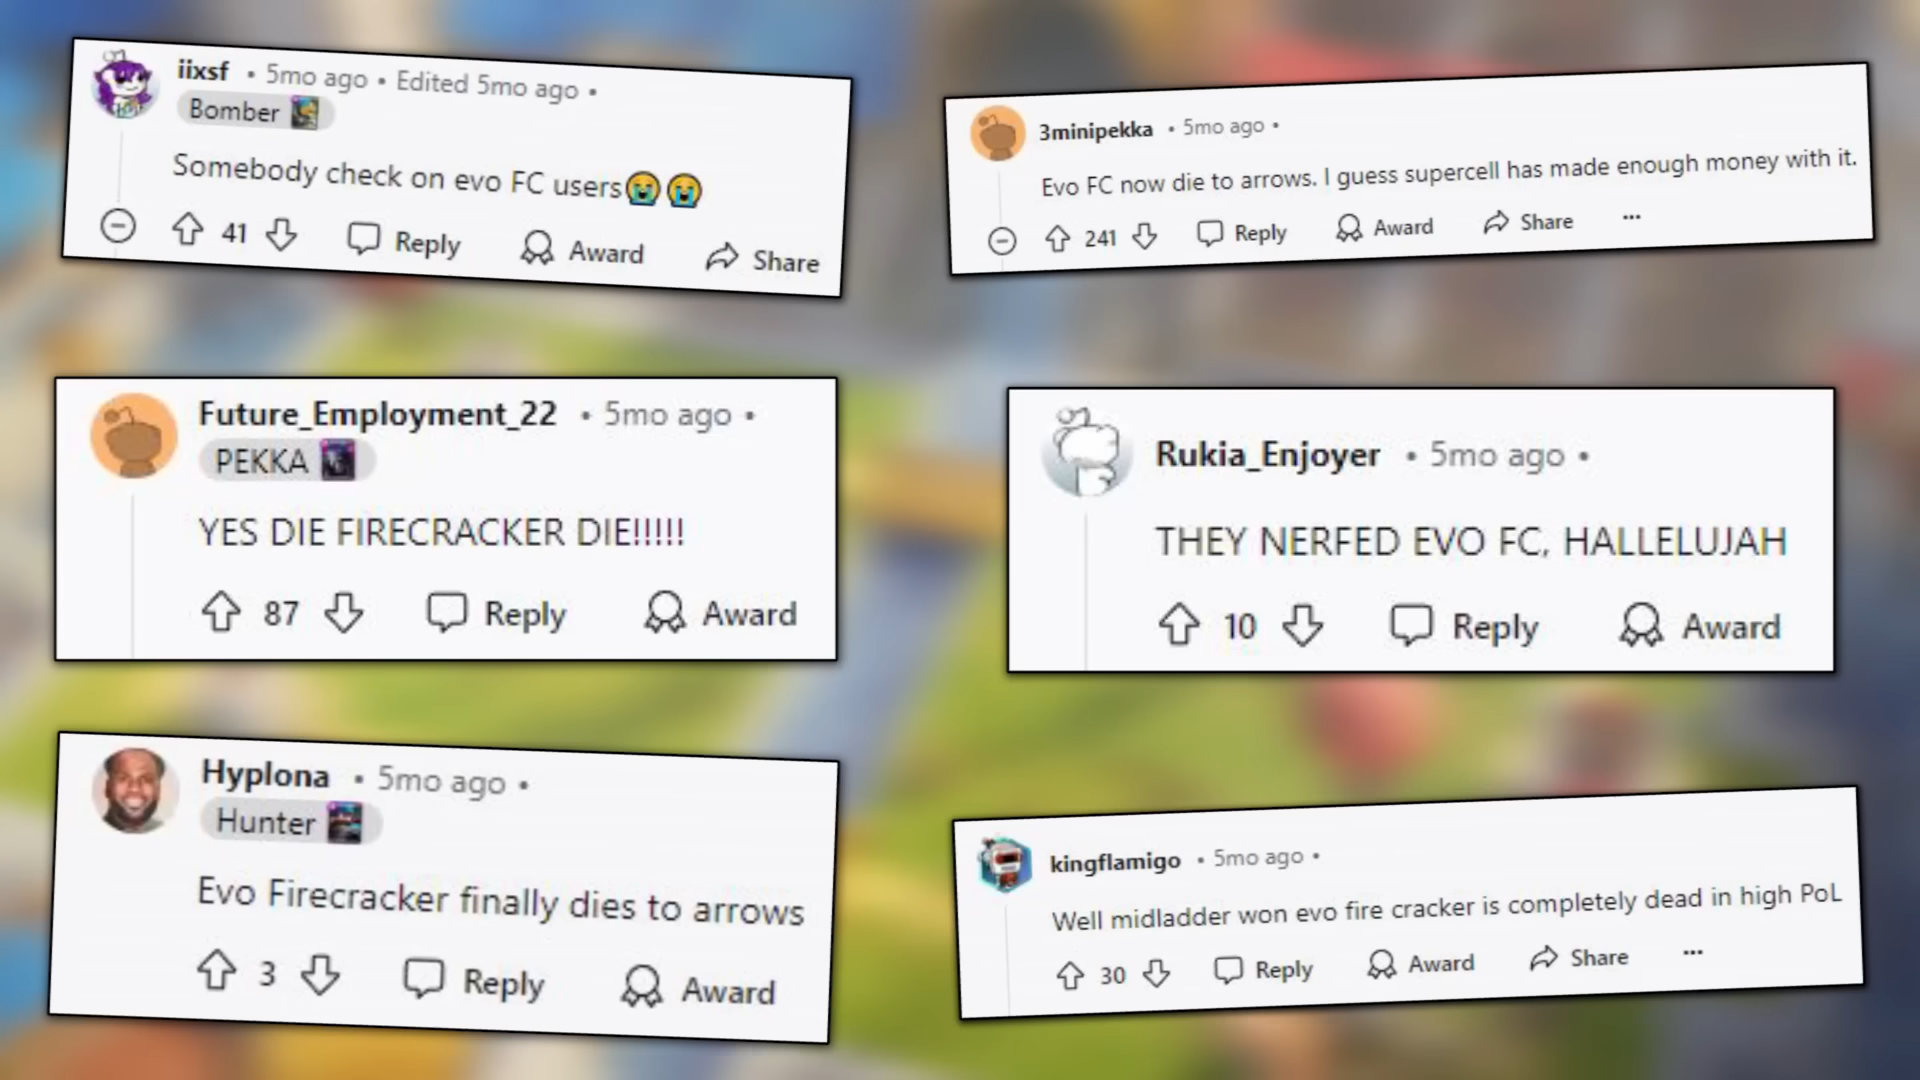 iixsf • 5mo ago • Edited 5mo ago •
Bomber
Somebody check on evo FC users😭😭
41 Reply Award Share
3minipekka • 5mo ago •
Evo FC now die to arrows. I guess supercell has made enough money with it.
241 Reply Award Share ...
Future_Employment_22 • 5mo ago •
PEKKA
YES DIE FIRECRACKER DIE!!!!!
87 Reply Award
Rukia_Enjoyer • 5mo ago •
THEY NERFED EVO FC, HALLELUJAH
10 Reply Award
Hyplona • 5mo ago •
Hunter
Evo Firecracker finally dies to arrows
3 Reply Award
kingflamigo • 5mo ago •
Well midladder won evo fire cracker is completely dead in high PoL
30 Reply Award Share ...